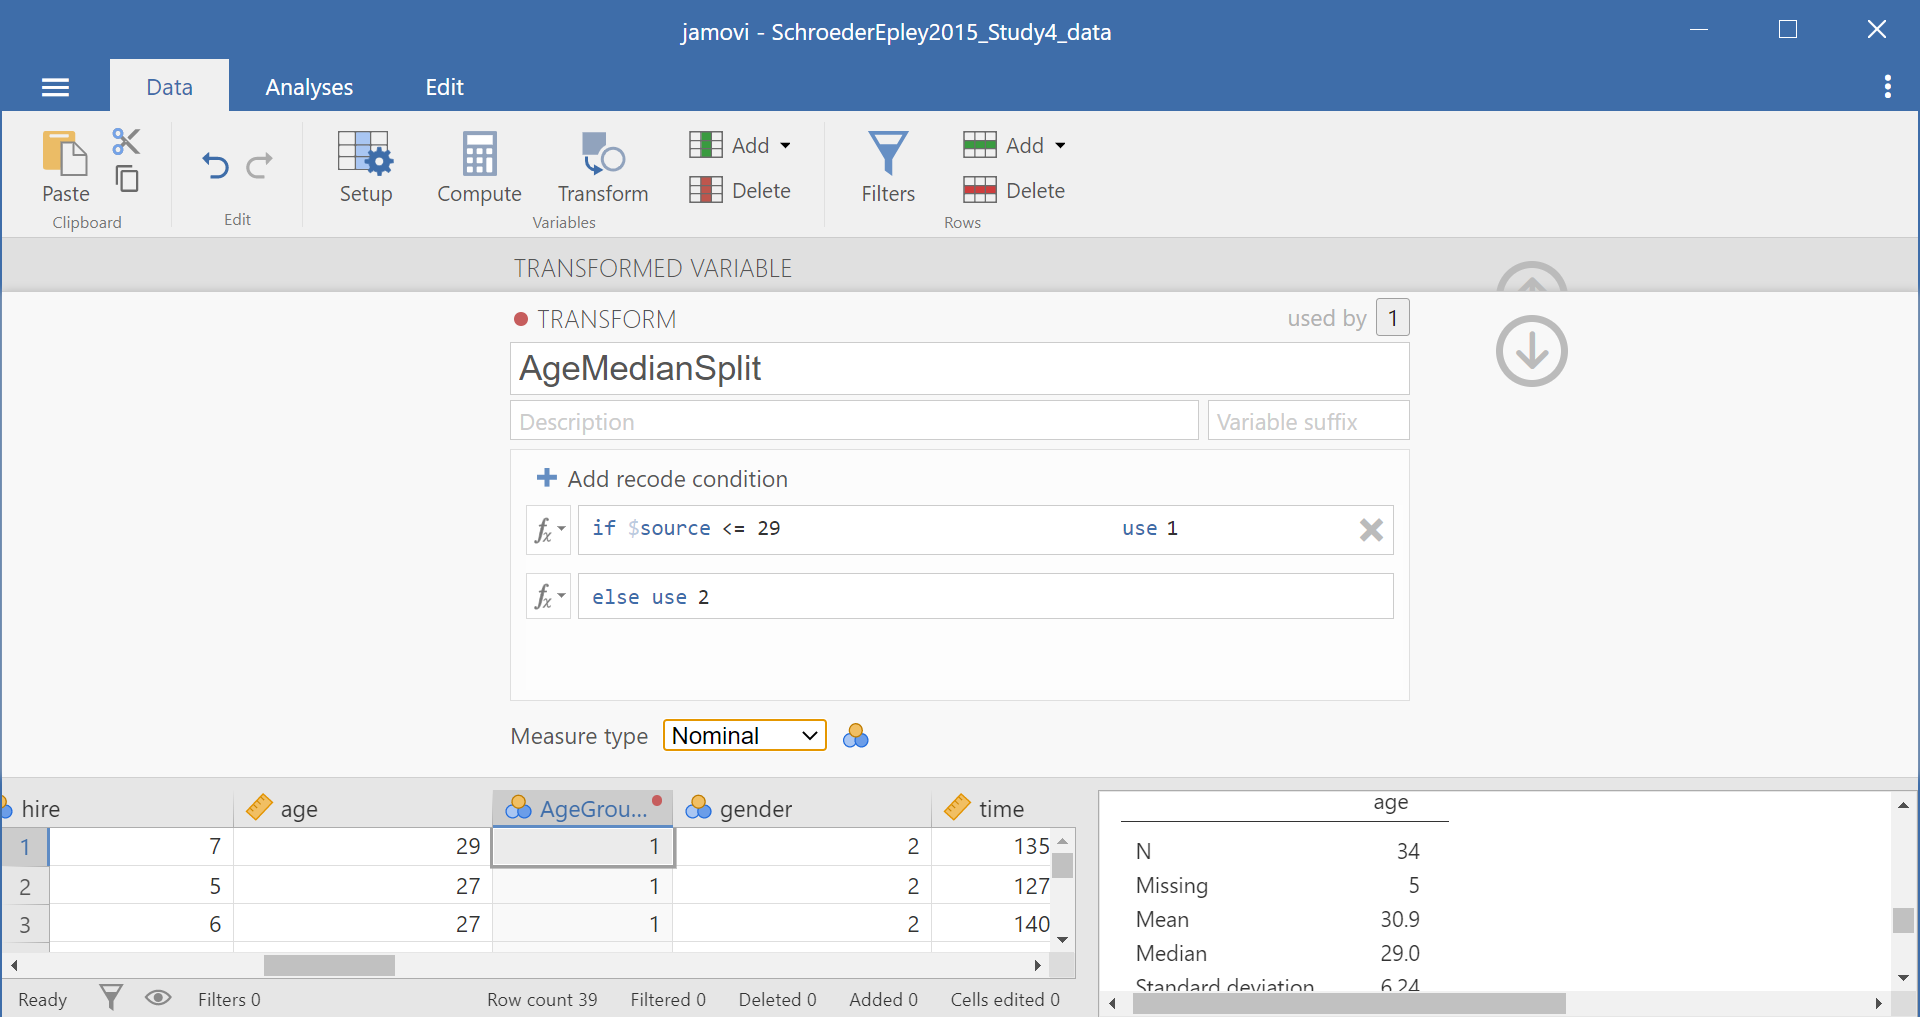 jamovi - SchroederEpley2015_Study4_data
Data Analyses Edit
Add Add
Paste Setup Compute Transform Delete Filters Delete
Clipboard Edit Variables Rows
TRANSFORMED VARIABLE
TRANSFORM used by 1
AgeMedianSplit
Description Variable suffix
Add recode condition
fx if $source <= 29 use 1
fx else use 2
Measure type Nominal
hire age AgeGrou... gender time
1 7 29 1 2 135
2 5 27 1 2 127
3 6 27 1 2 140
age
N 34
Missing 5
Mean 30.9
Median 29.0
Standard deviation 6.24
Ready Filters 0 Row count 39 Filtered 0 Deleted 0 Added 0 Cells edited 0